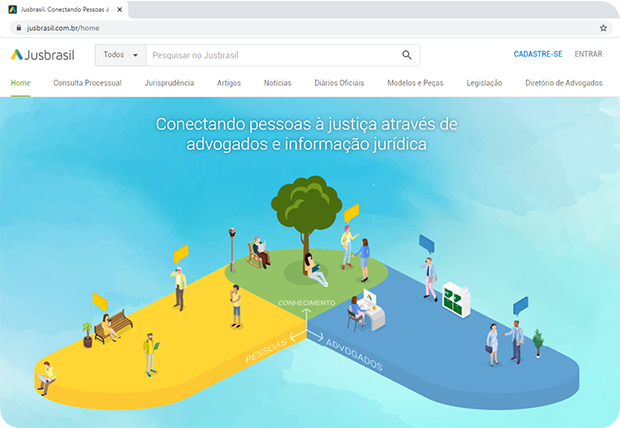 Jusbrasil. Conectando Pessoas à
jusbrasil.com.br/home
Jusbrasil
Todos
Pesquisar no Jusbrasil
CADASTRE-SE
ENTRAR
Home
Consulta Processual
Jurisprudência
Artigos
Notícias
Diários Oficiais
Modelos e Peças
Legislação
Diretório de Advogados
Conectando pessoas à justiça através de
advogados e informação jurídica
CONHECIMENTO
PESSOAS
ADVOGADOS